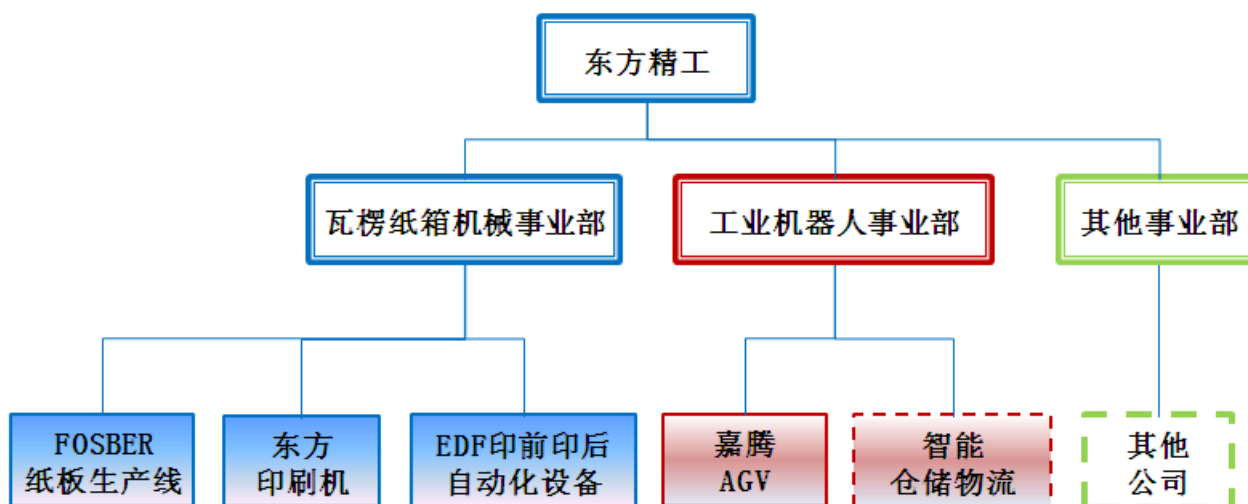 东方精工
瓦楞纸箱机械事业部
工业机器人事业部
其他事业部
FOSBER
纸板生产线
东方
印刷机
EDF印前印后
自动化设备
嘉腾
AGV
智能
仓储物流
其他
公司